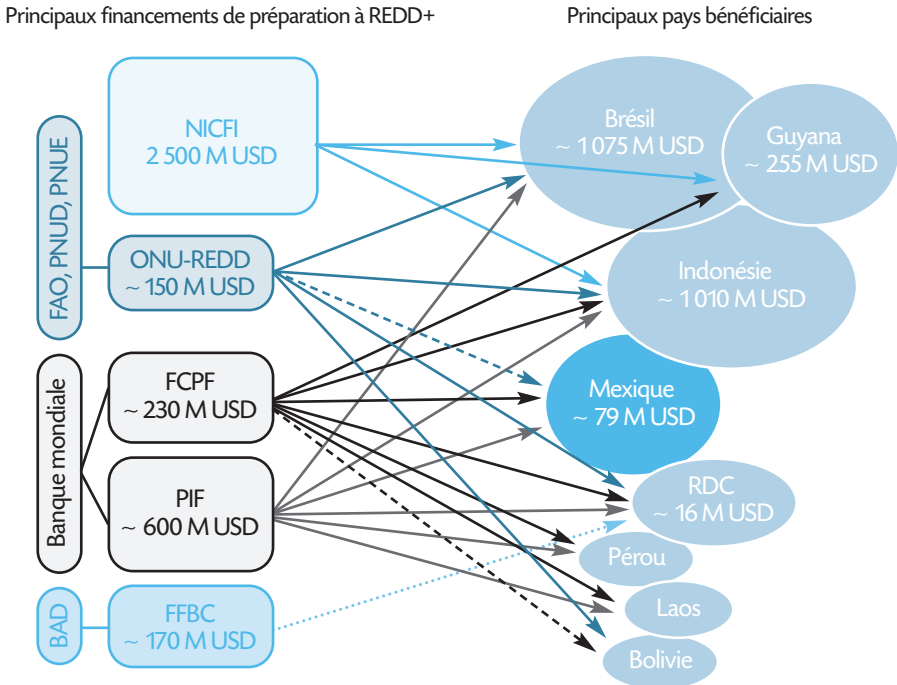 Principaux financements de préparation à REDD+
Principaux pays bénéficiaires
FAO, PNUD, PNUE
NICFI
2 500 M USD
ONU-REDD
~ 150 M USD
Banque mondiale
FCPF
~ 230 M USD
PIF
~ 600 M USD
BAD
FFBC
~ 170 M USD
Brésil
~ 1 075 M USD
Guyana
~ 255 M USD
Indonésie
~ 1 010 M USD
Mexique
~ 79 M USD
RDC
~ 16 M USD
Pérou
Laos
Bolivie